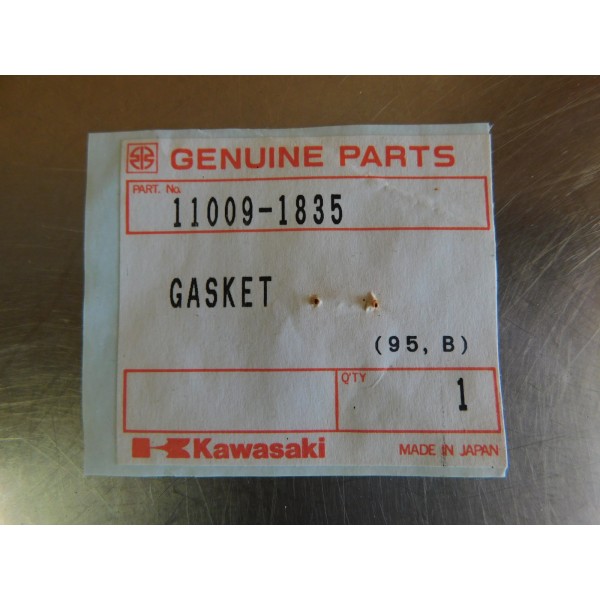 GENUINE PARTS
PART. No.
11009-1835
GASKET
(95, B)
Q'TY
1
Kawasaki
MADE IN JAPAN